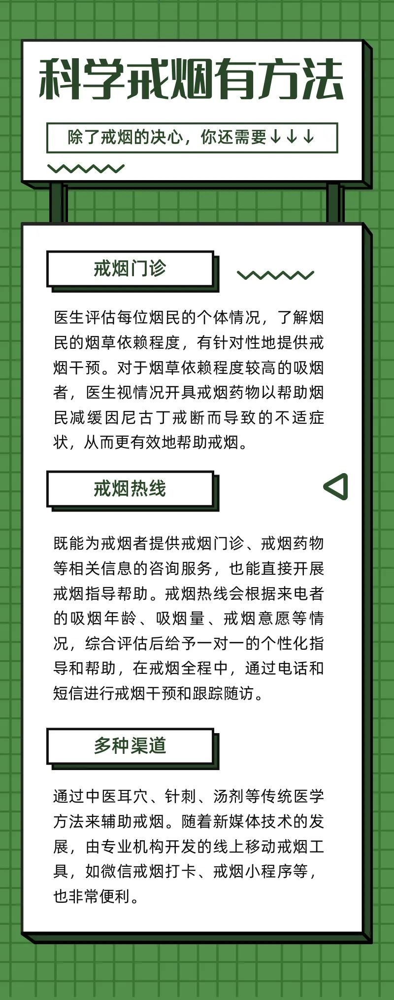 科学戒烟有方法
除了戒烟的决心，你还需要↓↓↓
戒烟门诊
医生评估每位烟民的个体情况，了解烟
民的烟草依赖程度，有针对性地提供戒
烟干预。对于烟草依赖程度较高的吸烟
者，医生视情况开具戒烟药物以帮助烟
民减缓因尼古丁戒断而导致的不适症
状，从而更有效地帮助戒烟。
戒烟热线
既能为戒烟者提供戒烟门诊、戒烟药物
等相关信息的咨询服务，也能直接开展
戒烟指导帮助。戒烟热线会根据来电者
的吸烟年龄、吸烟量、戒烟意愿等情
况，综合评估后给予一对一的个性化指
导和帮助，在戒烟全程中，通过电话和
短信进行戒烟干预和跟踪随访。
多种渠道
通过中医耳穴、针刺、汤剂等传统医学
方法来辅助戒烟。随着新媒体技术的发
展，由专业机构开发的线上移动戒烟工
具，如微信戒烟打卡、戒烟小程序等，
也非常便利。